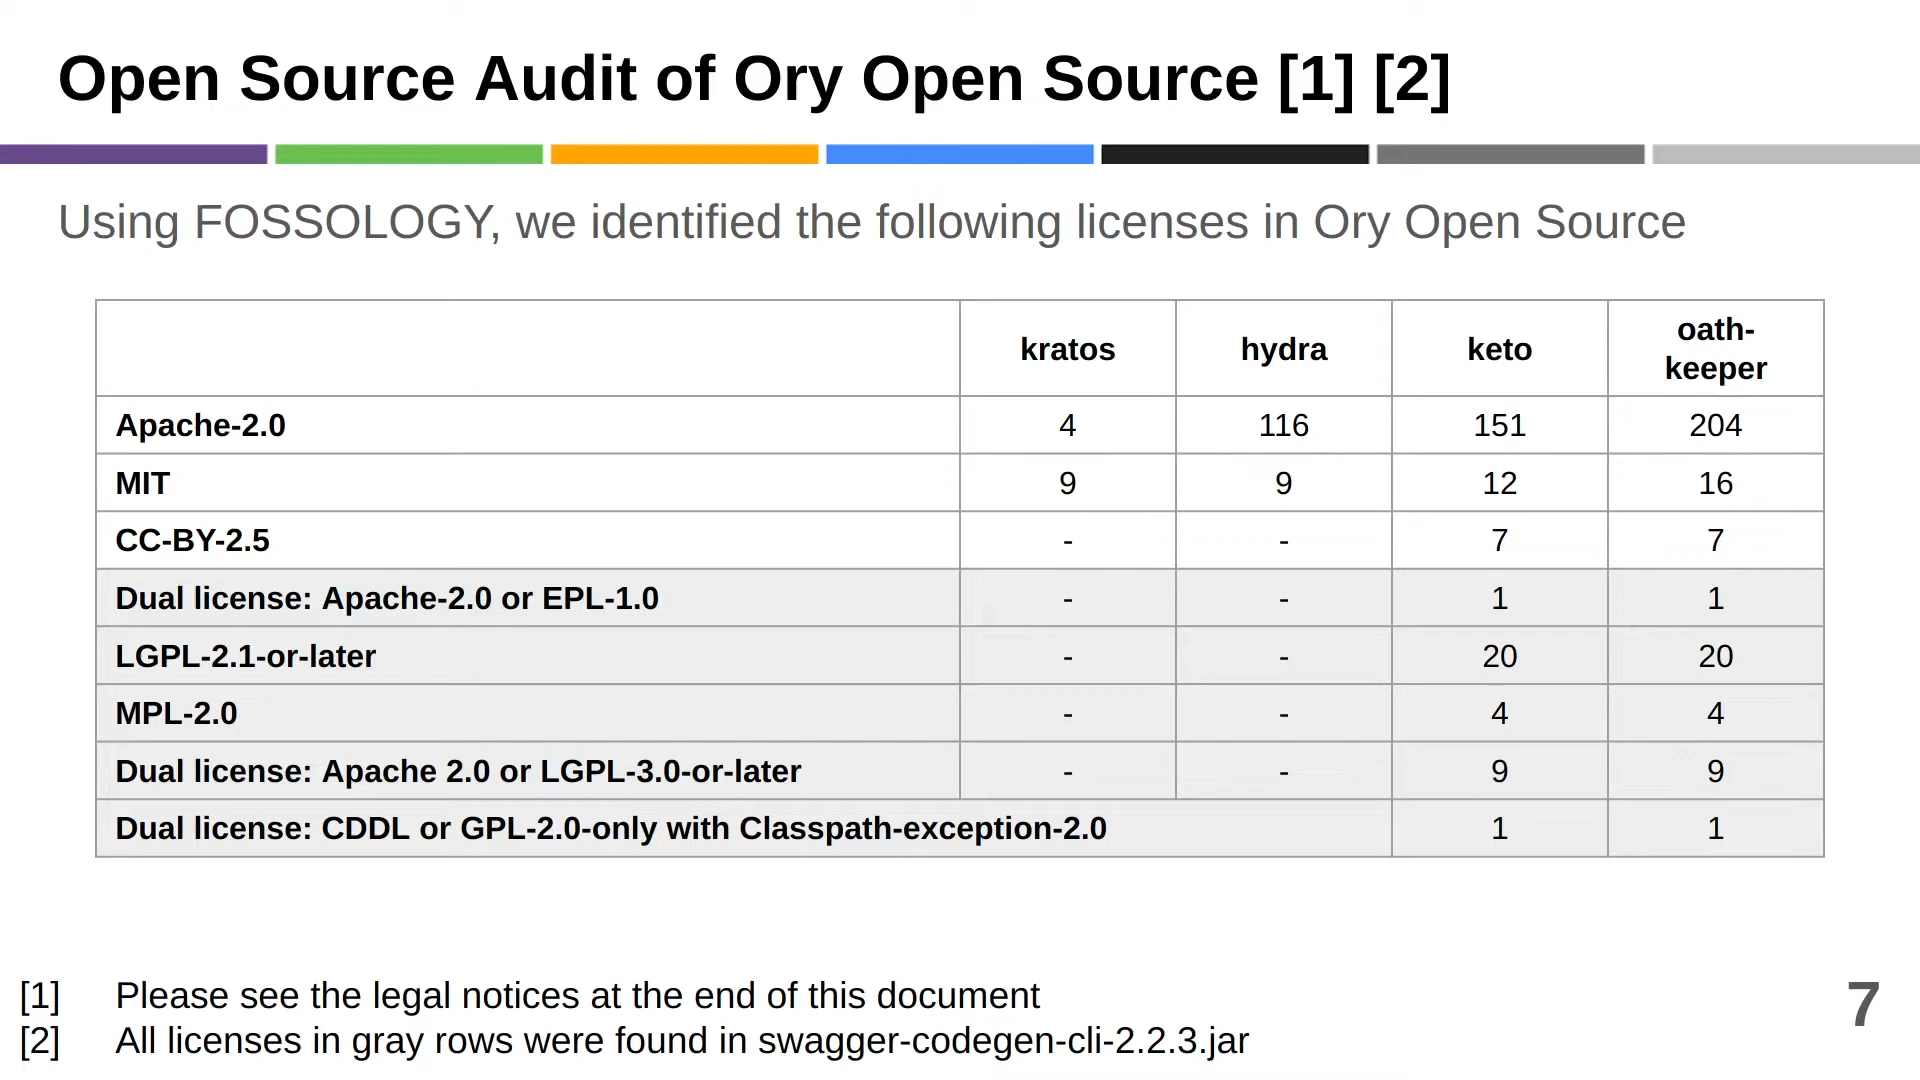 Open Source Audit of Ory Open Source [1] [2]
Using FOSSOLOGY, we identified the following licenses in Ory Open Source
kratos hydra keto oath-
keeper
Apache-2.0 4 116 151 204
MIT 9 9 12 16
CC-BY-2.5 - - 7 7
Dual license: Apache-2.0 or EPL-1.0 - - 1 1
LGPL-2.1-or-later - - 20 20
MPL-2.0 - - 4 4
Dual license: Apache 2.0 or LGPL-3.0-or-later - - 9 9
Dual license: CDDL or GPL-2.0-only with Classpath-exception-2.0 1 1
[1] Please see the legal notices at the end of this document
[2] All licenses in gray rows were found in swagger-codegen-cli-2.2.3.jar
7